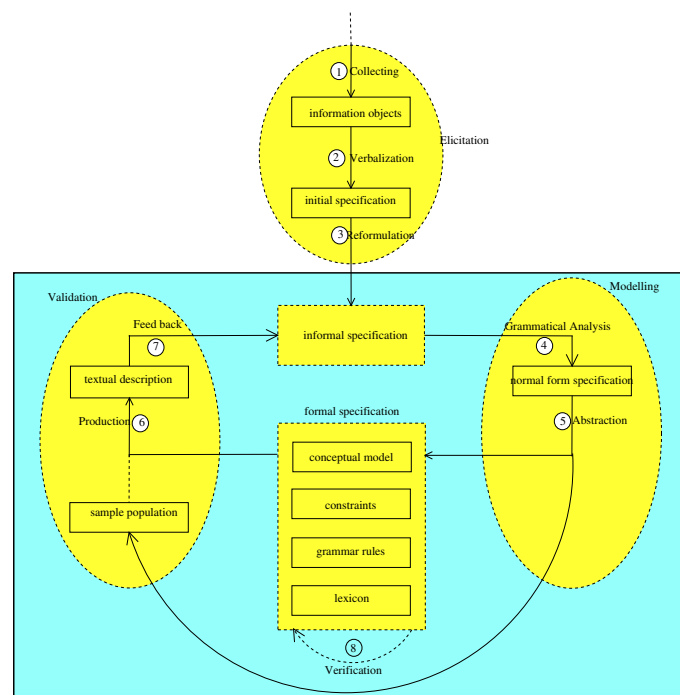 1 Collecting
information objects
Elicitation
2 Verbalization
initial specification
3 Reformulation
Modelling
Validation
Feed back
informal specification
Grammatical Analysis
7
4
textual description
normal form specification
formal specification
Production 6
5 Abstraction
conceptual model
constraints
sample population
grammar rules
lexicon
8
Verification